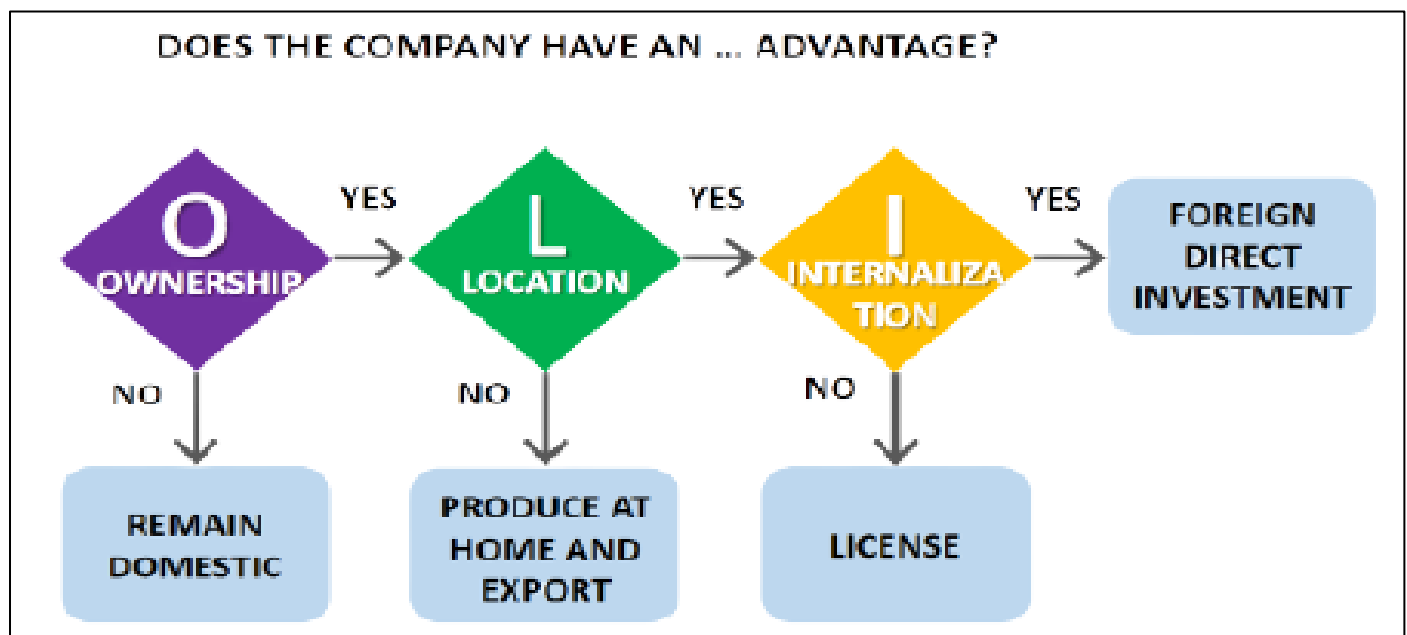 DOES THE COMPANY HAVE AN ... ADVANTAGE?
O
OWNERSHIP
YES
L
LOCATION
YES
I
INTERNALIZA
TION
YES
FOREIGN
DIRECT
INVESTMENT
NO
NO
NO
REMAIN
DOMESTIC
PRODUCE AT
HOME AND
EXPORT
LICENSE